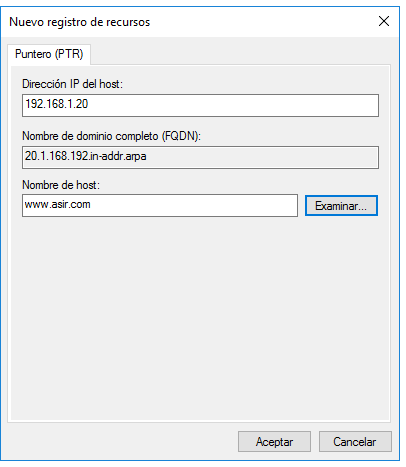 Nuevo registro de recursos
Puntero (PTR)
Dirección IP del host:
192.168.1.20
Nombre de dominio completo (FQDN):
20.1.168.192.in-addr.arpa
Nombre de host:
www.asir.com
Examinar...
Aceptar
Cancelar